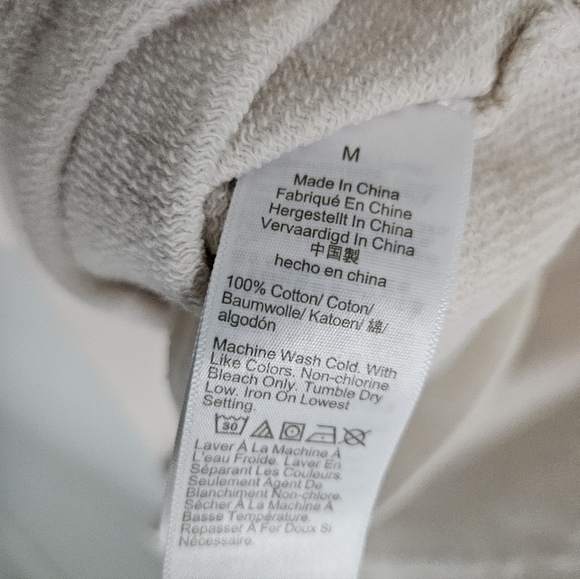 M
Made In China
Fabriqué En Chine
Hergestellt In China
Vervaardigd In China
中国製
hecho en china
100% Cotton/ Coton/
Baumwolle/ Katoen/ 綿/
algodón
Machine Wash Cold. With
Like Colors. Non-chlorine
Bleach Only. Tumble Dry
Low. Iron On Lowest
Setting.
30
Laver À La Machine À
L'eau Froide. Laver En
Séparant Les Couleurs.
Seulement Agent De
Blanchiment Non-chlore.
Sécher À La Machine À
Basse Température.
Repasser À Fer Doux Si
Nécessaire.